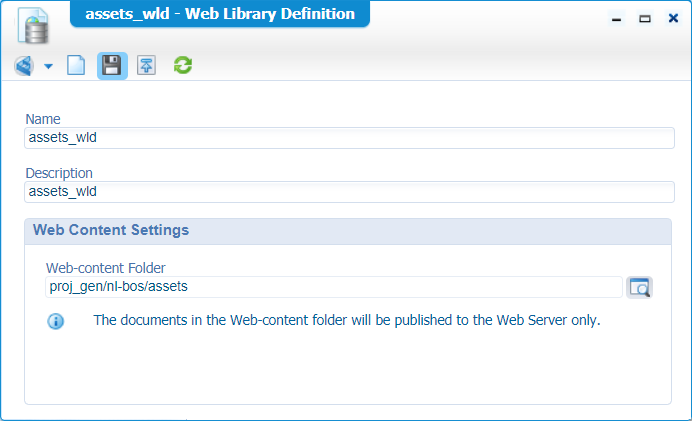 assets_wld - Web Library Definition
Name
assets_wld
Description
assets_wld
Web Content Settings
Web-content Folder
proj_gen/nl-bos/assets
The documents in the Web-content folder will be published to the Web Server only.